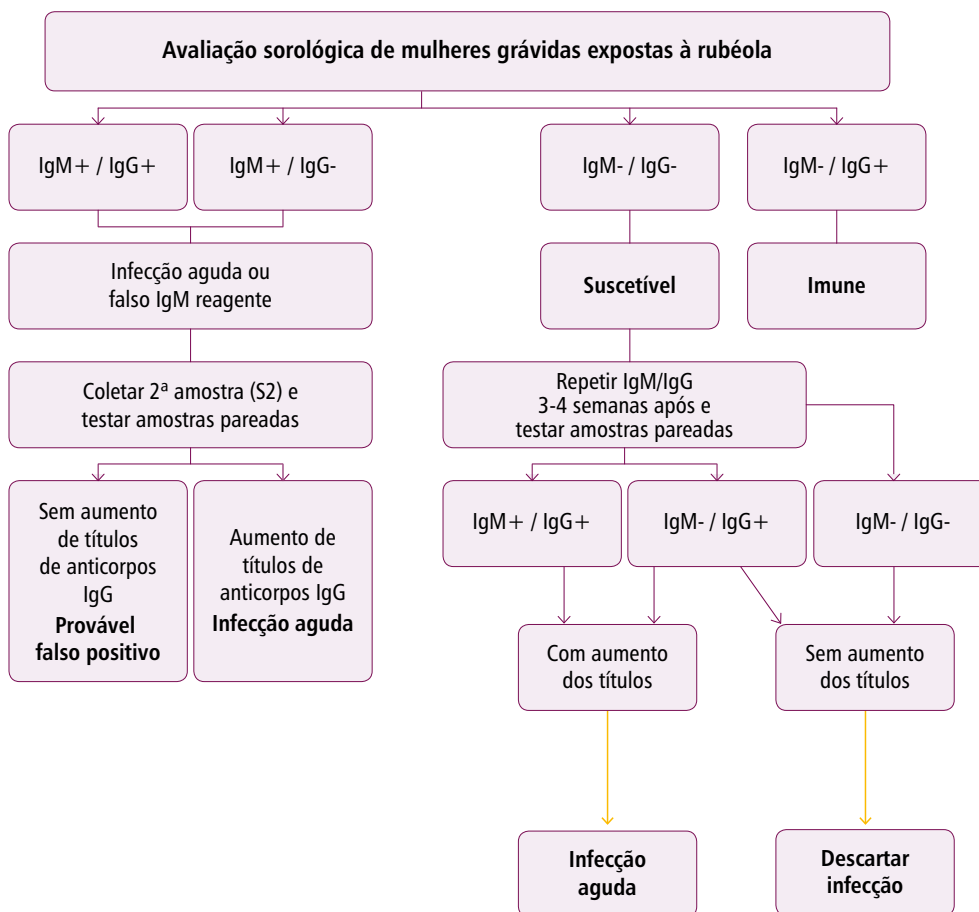 Avaliação sorológica de mulheres grávidas expostas à rubéola
IgM+ / IgG+
IgM+ / IgG-
IgM- / IgG-
IgM- / IgG+
Infecção aguda ou
falso IgM reagente
Suscetível
Imune
Coletar 2ª amostra (S2) e
testar amostras pareadas
Repetir IgM/IgG
3-4 semanas após e
testar amostras pareadas
Sem aumento
de títulos
de anticorpos
IgG
Provável
falso positivo
Aumento de
títulos de
anticorpos IgG
Infecção aguda
IgM+ / IgG+
IgM- / IgG+
IgM- / IgG-
Com aumento
dos títulos
Sem aumento
dos títulos
Infecção
aguda
Descartar
infecção